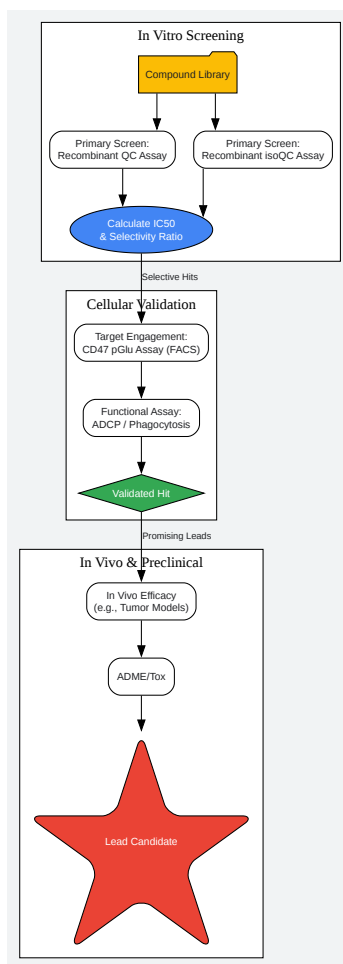 In Vitro Screening
Compound Library
Primary Screen:
Recombinant QC Assay
Primary Screen:
Recombinant isoQC Assay
Calculate IC50
& Selectivity Ratio
Selective Hits
Cellular Validation
Target Engagement:
CD47 pGlu Assay (FACS)
Functional Assay:
ADCP / Phagocytosis
Validated Hit
Promising Leads
In Vivo & Preclinical
In Vivo Efficacy
(e.g., Tumor Models)
ADME/Tox
Lead Candidate